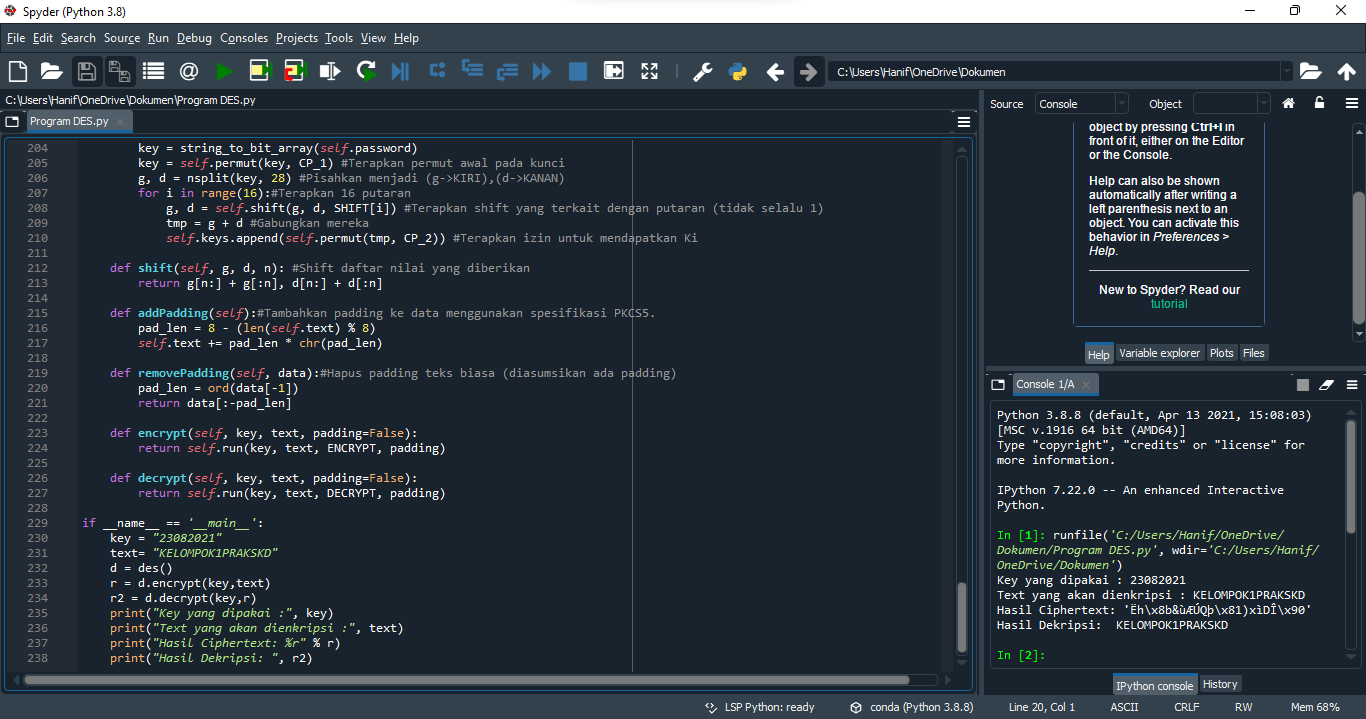 Spyder (Python 3.8)
File Edit Search Source Run Debug Consoles Projects Tools View Help
C:\Users\Hanif\OneDrive\Dokumen
C:\Users\Hanif\OneDrive\Dokumen\Program DES.py
Program DES.py
204 key = string_to_bit_array(self.password)
205 key = self.permut(key, CP_1) #Terapkan permut awal pada kunci
206 g, d = nsplit(key, 28) #Pisahkan menjadi (g->KIRI),(d->KANAN)
207 for i in range(16):#Terapkan 16 putaran
208 g, d = self.shift(g, d, SHIFT[i]) #Terapkan shift yang terkait dengan putaran (tidak selalu 1)
209 tmp = g + d #Gabungkan mereka
210 self.keys.append(self.permut(tmp, CP_2)) #Terapkan izin untuk mendapatkan Ki
211
212 def shift(self, g, d, n): #Shift daftar nilai yang diberikan
213 return g[n:] + g[:n], d[n:] + d[:n]
214
215 def addPadding(self):#Tambahkan padding ke data menggunakan spesifikasi PKCS5.
216 pad_len = 8 - (len(self.text) % 8)
217 self.text += pad_len * chr(pad_len)
218
219 def removePadding(self, data):#Hapus padding teks biasa (diasumsikan ada padding)
220 pad_len = ord(data[-1])
221 return data[:-pad_len]
222
223 def encrypt(self, key, text, padding=False):
224 return self.run(key, text, ENCRYPT, padding)
225
226 def decrypt(self, key, text, padding=False):
227 return self.run(key, text, DECRYPT, padding)
228
229 if __name__ == '__main__':
230 key = "23082021"
231 text= "KELOMPOK1PRAKSKD"
232 d = des()
233 r = d.encrypt(key,text)
234 r2 = d.decrypt(key,r)
235 print("Key yang dipakai :", key)
236 print("Text yang akan dienkripsi :", text)
237 print("Hasil Ciphertext: %r" % r)
238 print("Hasil Dekripsi: ", r2)
Source Console Object
object by pressing Ctrl+I in
front of it, either on the Editor
or the Console.
Help can also be shown
automatically after writing a
left parenthesis next to an
object. You can activate this
behavior in Preferences >
Help.
New to Spyder? Read our
tutorial
Help Variable explorer Plots Files
Console 1/A
Python 3.8.8 (default, Apr 13 2021, 15:08:03)
[MSC v.1916 64 bit (AMD64)]
Type "copyright", "credits" or "license" for
more information.
IPython 7.22.0 -- An enhanced Interactive
Python.
In [1]: runfile('C:/Users/Hanif/OneDrive/
Dokumen/Program DES.py', wdir='C:/Users/Hanif/
OneDrive/Dokumen')
Key yang dipakai : 23082021
Text yang akan dienkripsi : KELOMPOK1PRAKSKD
Hasil Ciphertext: 'Ëh\x8b&ùÆÚQþ\x81)xìDÎ\x90'
Hasil Dekripsi: KELOMPOK1PRAKSKD
In [2]:
IPython console History
LSP Python: ready conda (Python 3.8.8) Line 20, Col 1 ASCII CRLF RW Mem 68%